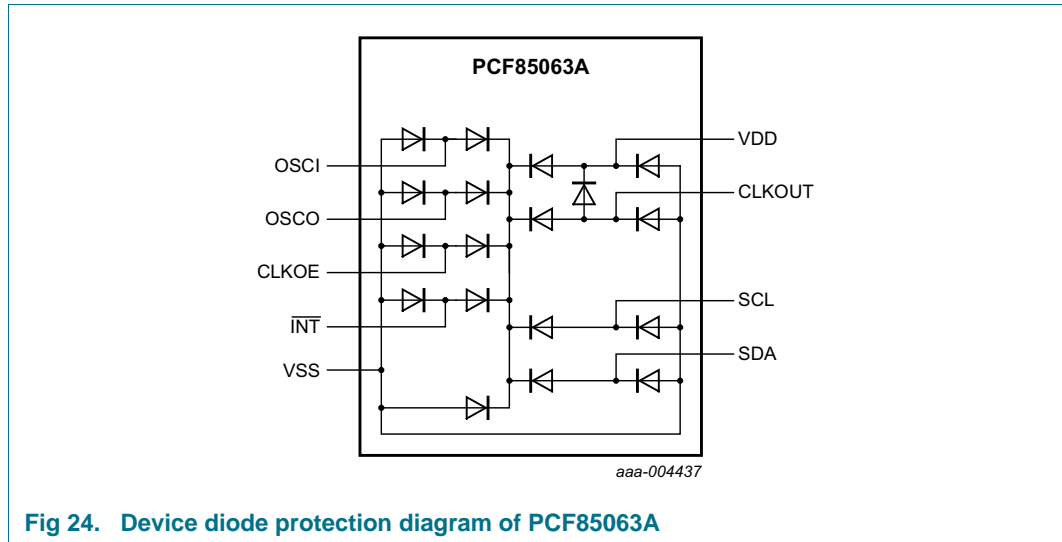 PCF85063A
OSCI
OSCO
CLKOE
INT
VSS
VDD
CLKOUT
SCL
SDA
aaa-004437
Fig 24. Device diode protection diagram of PCF85063A